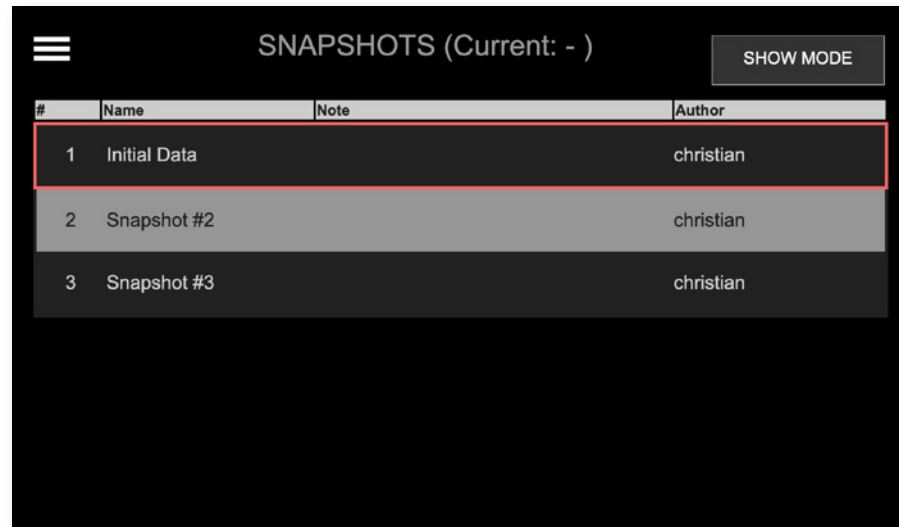 SNAPSHOTS (Current: - )
SHOW MODE
# Name Note Author
1 Initial Data christian
2 Snapshot #2 christian
3 Snapshot #3 christian